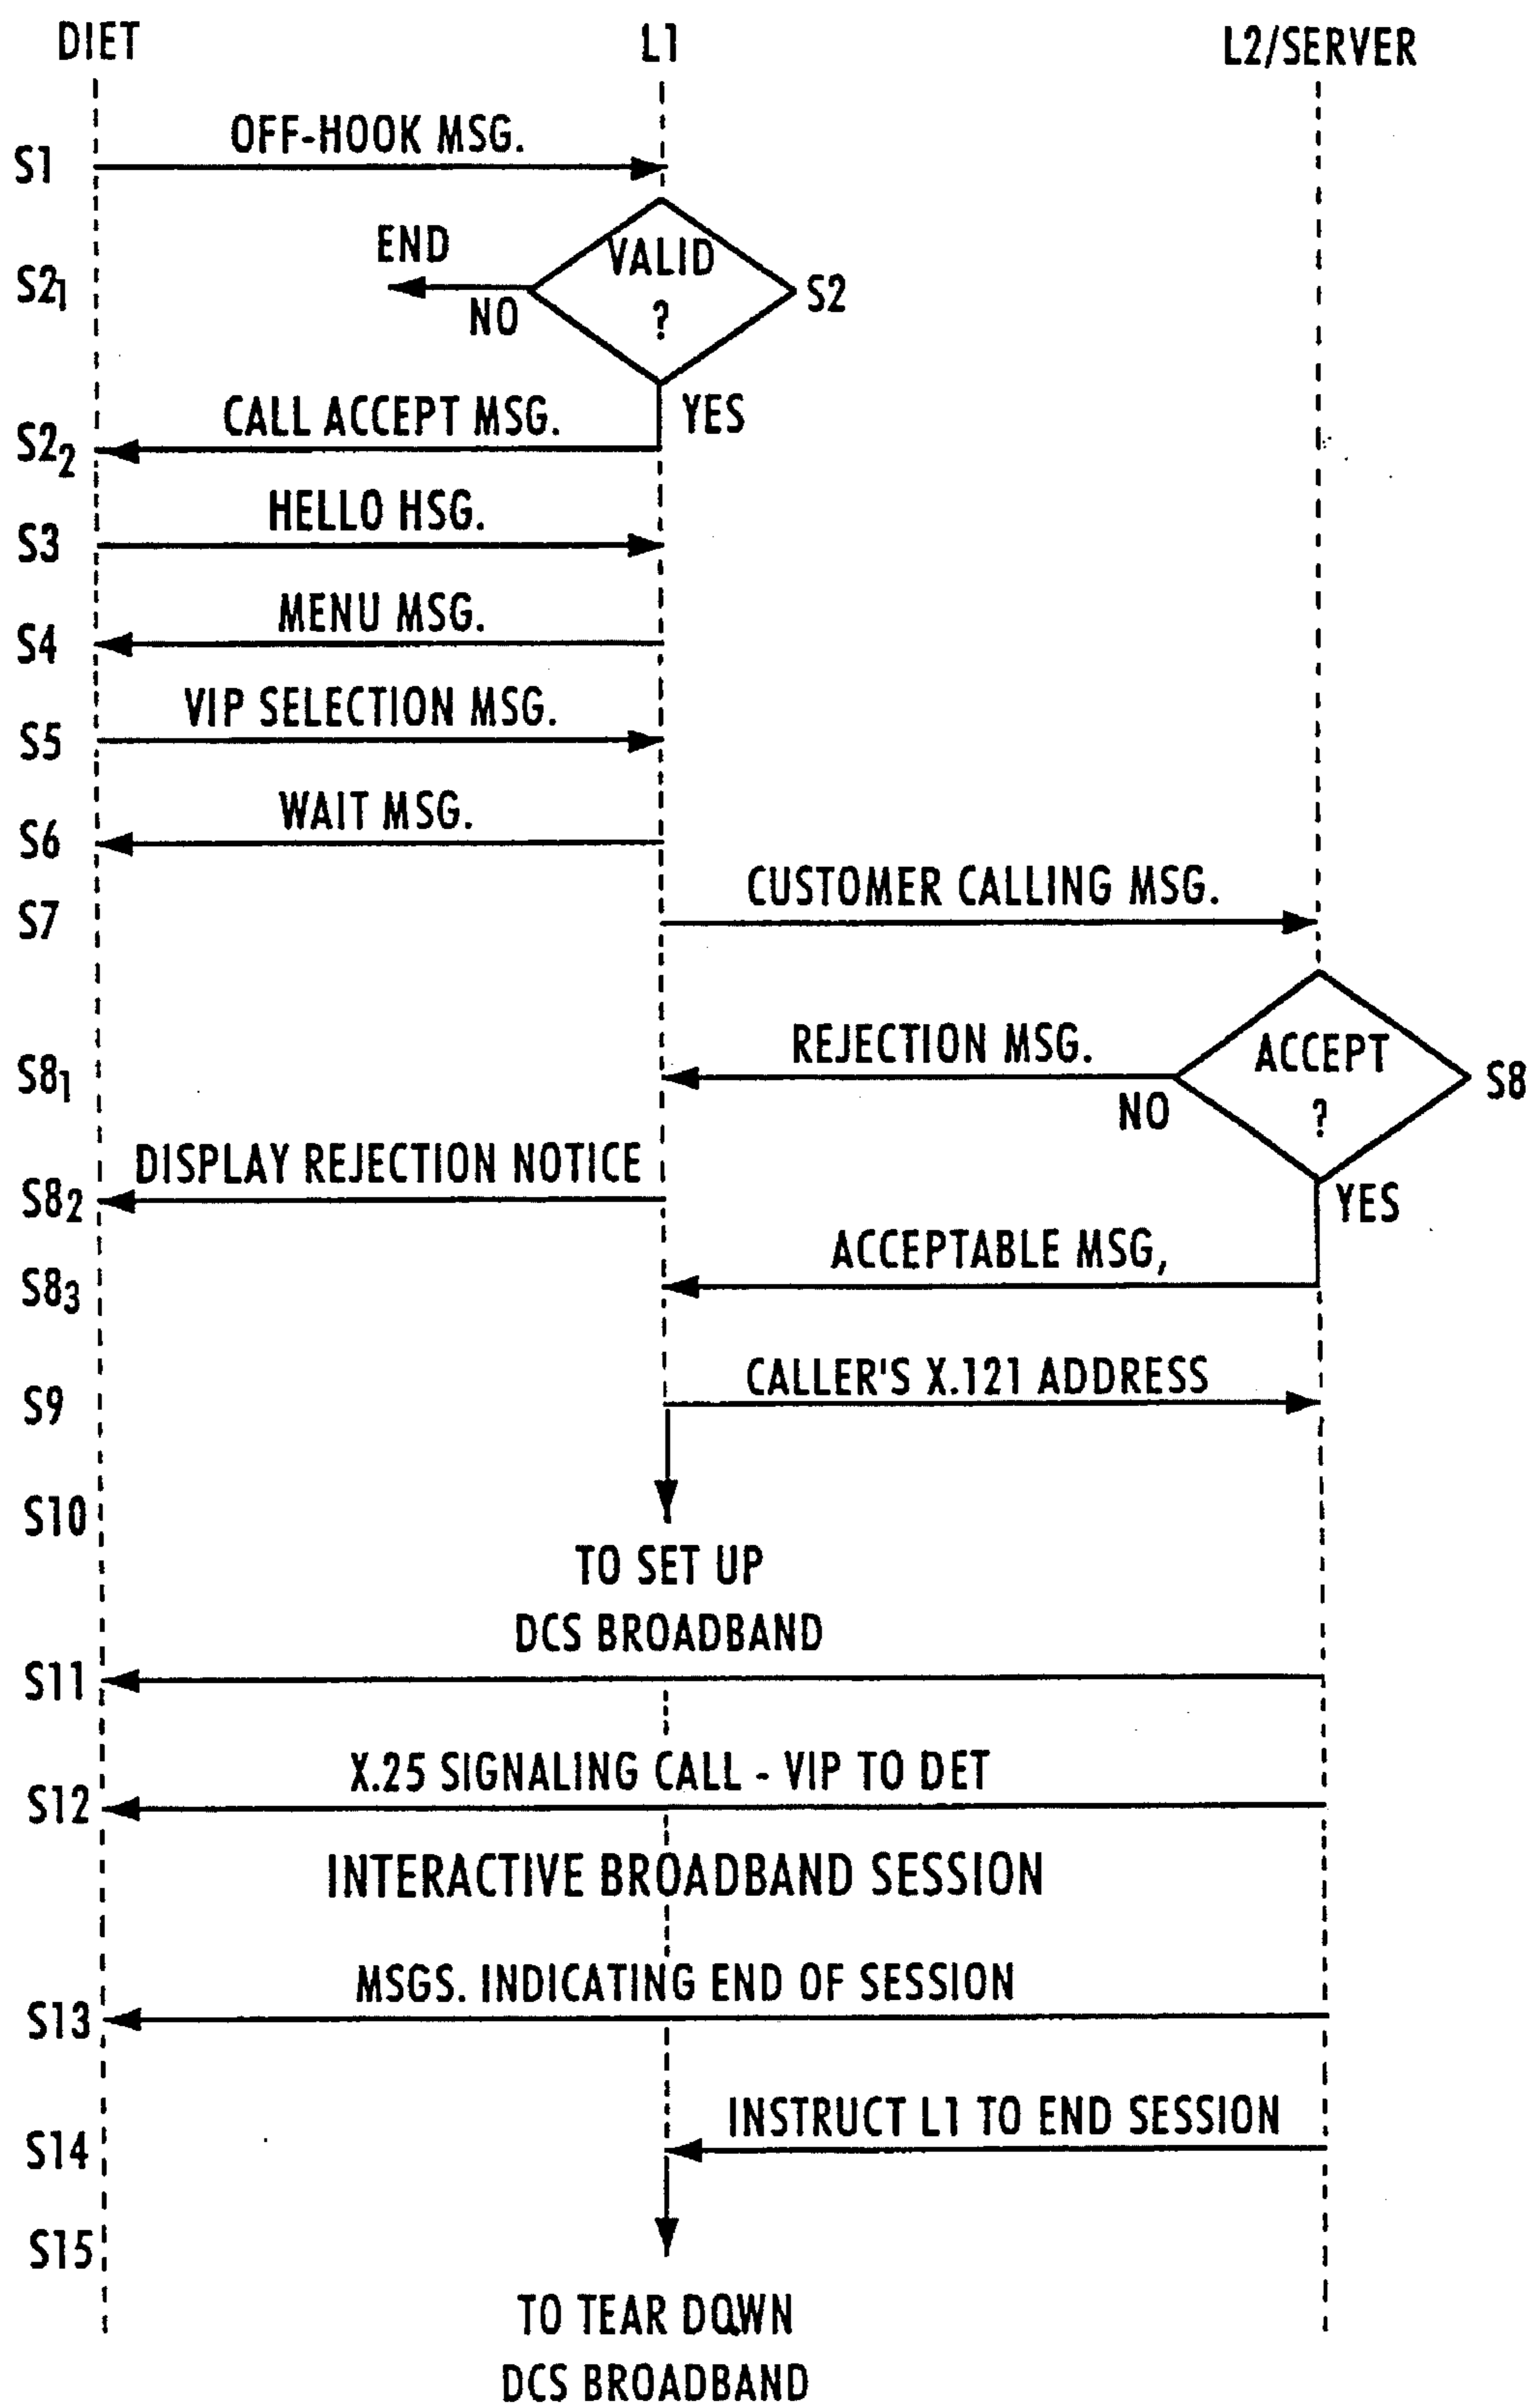 DIET L1 L2/SERVER
OFF-HOOK MSG.
S1
END
VALID
?
S2₁
NO
S2
CALL ACCEPT MSG.
YES
S2₂
HELLO HSG.
S3
MENU MSG.
S4
VIP SELECTION MSG.
S5
WAIT MSG.
S6
CUSTOMER CALLING MSG.
S7
REJECTION MSG.
ACCEPT
?
S8₁
NO
S8
DISPLAY REJECTION NOTICE
S8₂
YES
ACCEPTABLE MSG,
S8₃
CALLER'S X.121 ADDRESS
S9
S10
TO SET UP
DCS BROADBAND
S11
X.25 SIGNALING CALL - VIP TO DET
S12
INTERACTIVE BROADBAND SESSION
MSGS. INDICATING END OF SESSION
S13
INSTRUCT L1 TO END SESSION
S14
S15
TO TEAR DOWN
DCS BROADBAND